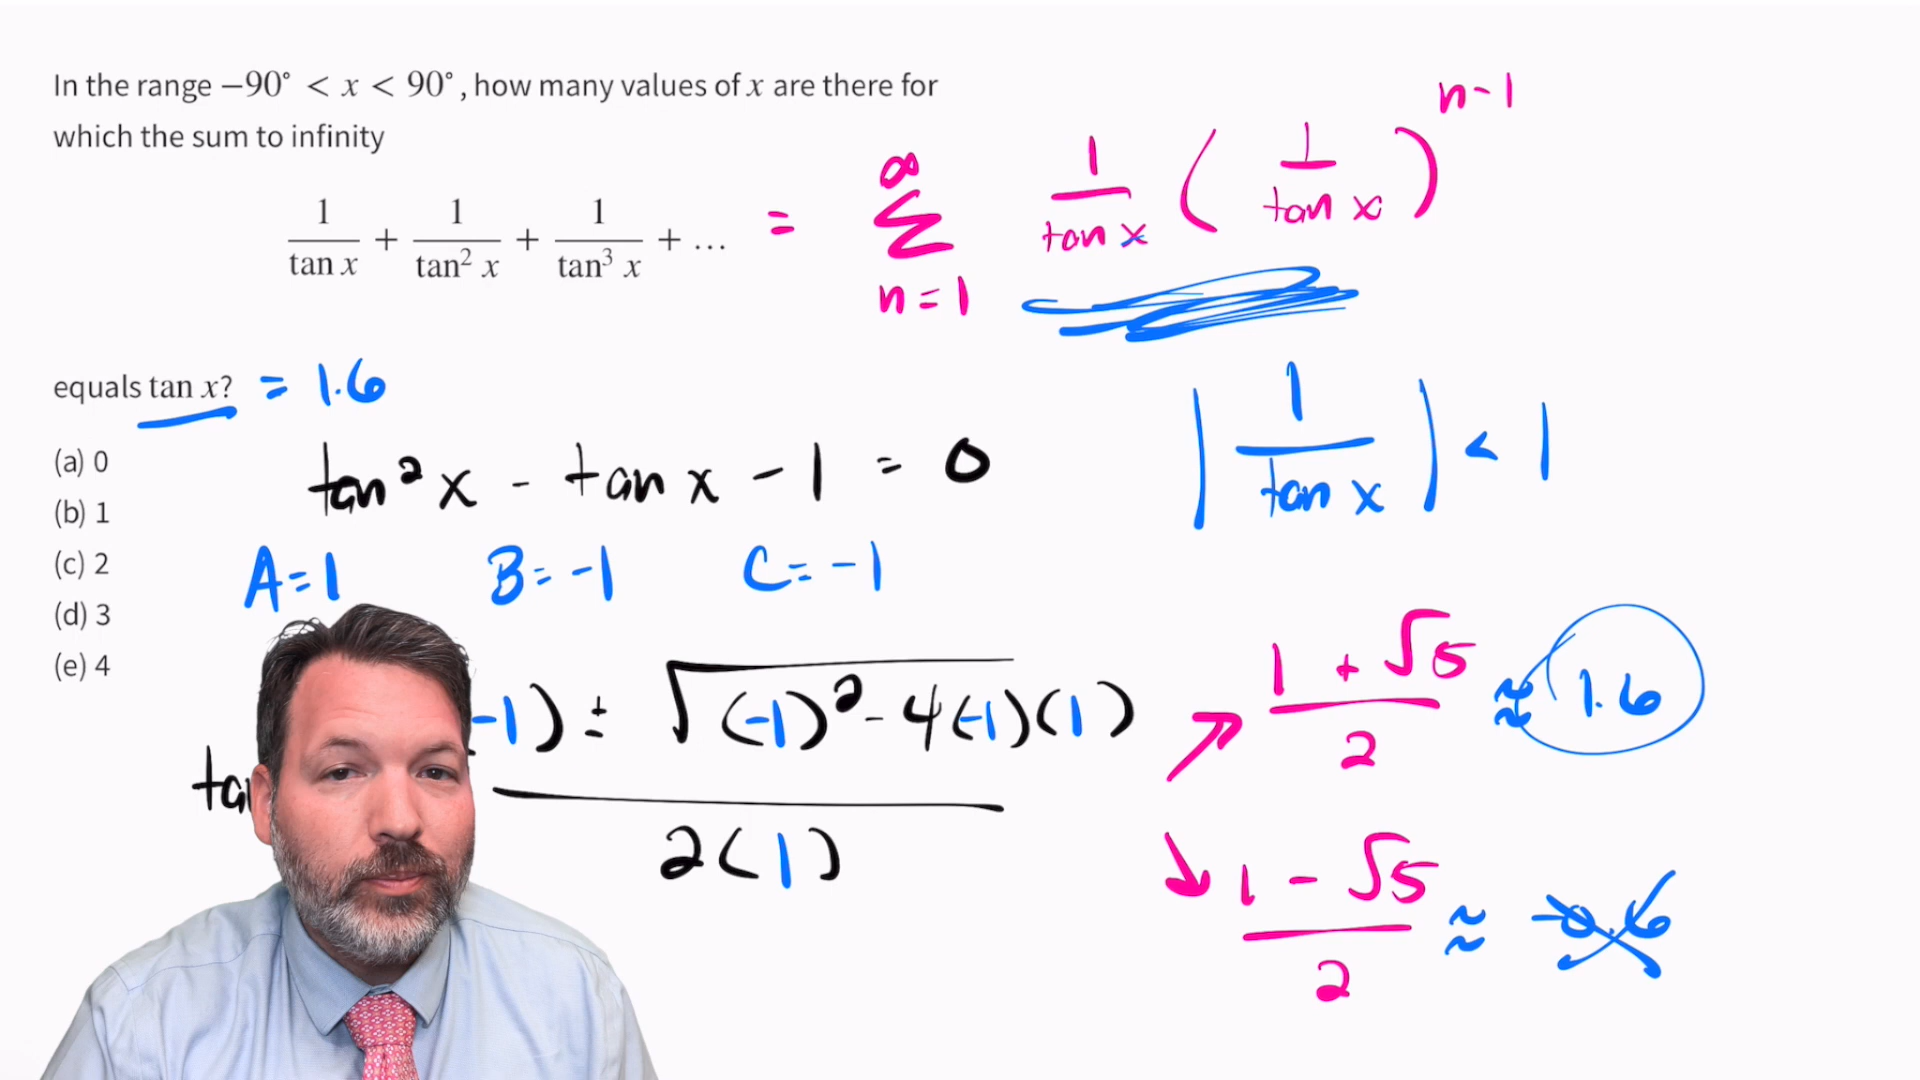 In the range −90° < x < 90°, how many values of x are there for
which the sum to infinity
1/tan x + 1/tan² x + 1/tan³ x + ... = ∞ Σ n=1 1/tan x (1/tan x)ⁿ⁻¹
equals tan x? = 1.6
|1/tan x| < 1
(a) 0
(b) 1
(c) 2
(d) 3
(e) 4
tan² x - tan x - 1 = 0
A=1 B=-1 C=-1
-1) ± √(-1)² - 4(-1)(1)
2(1)
1 + √5 / 2 ≈ 1.6
1 - √5 / 2 ≈ -0.6